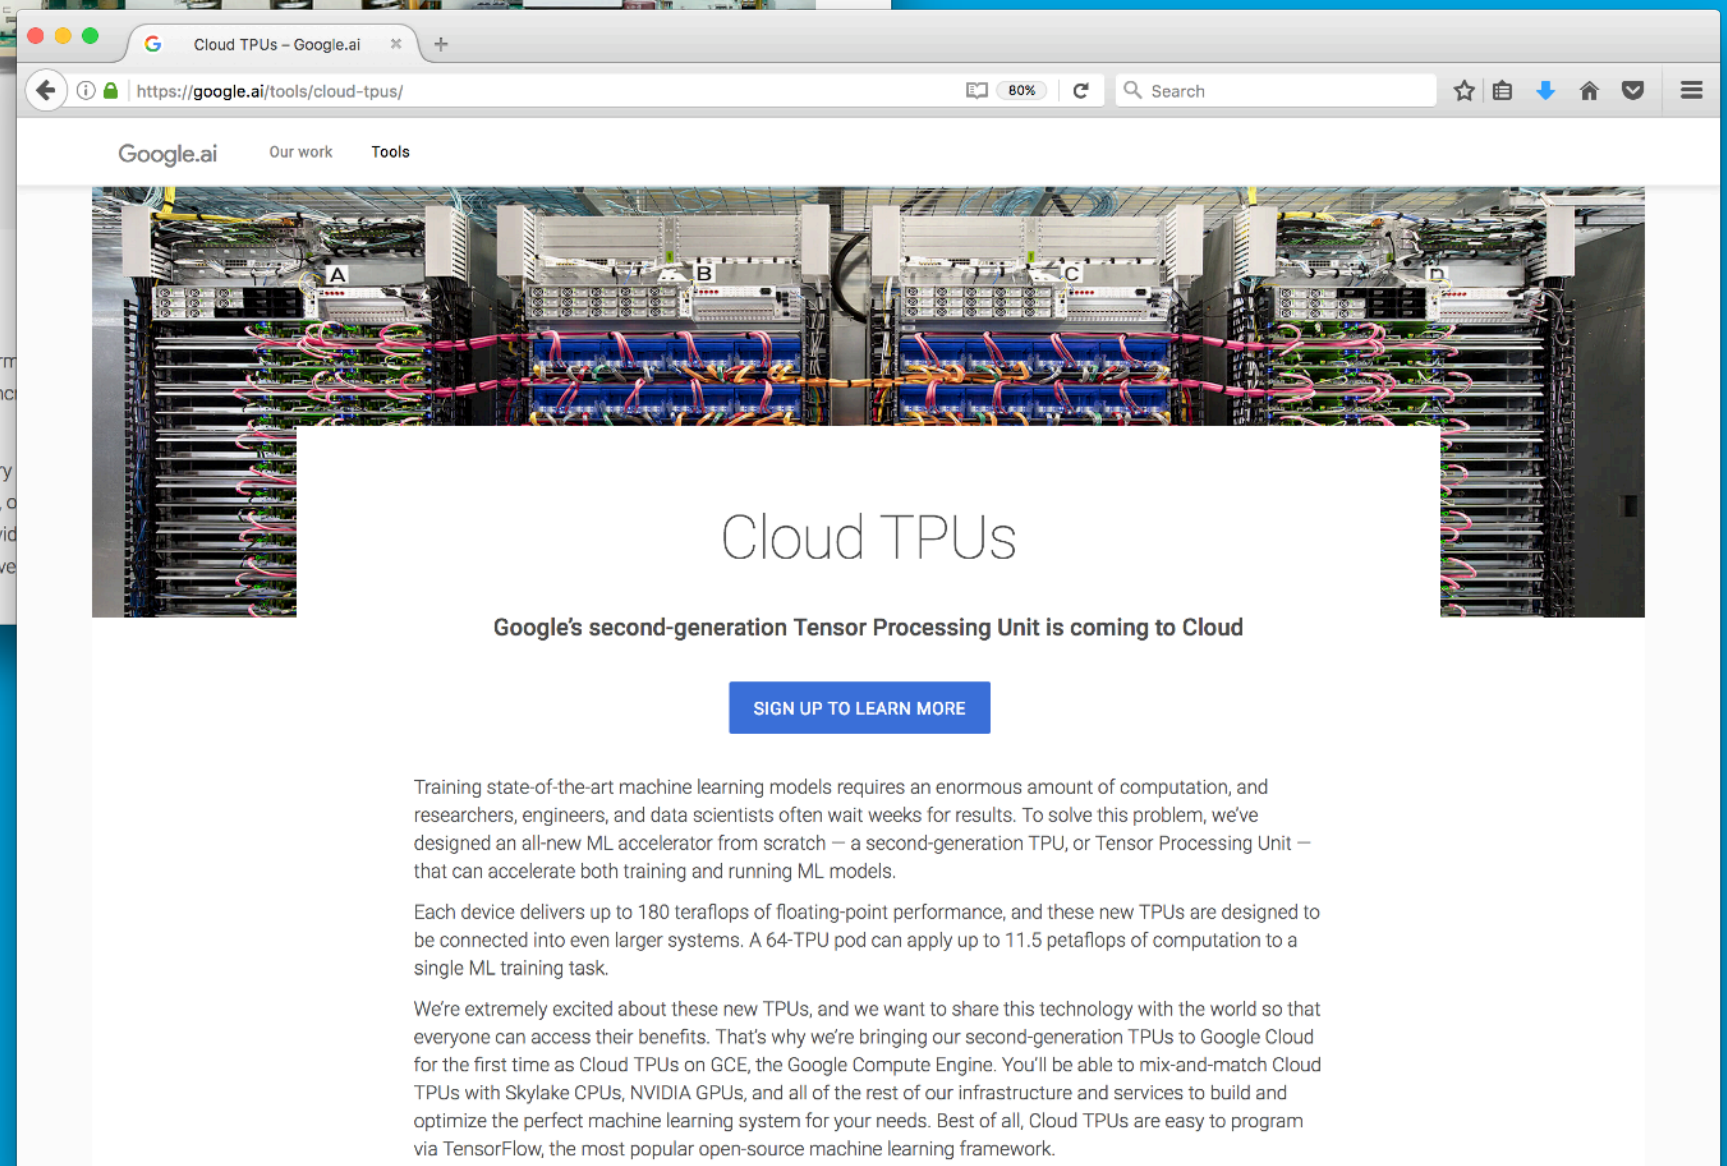 Cloud TPUs – Google.ai
https://google.ai/tools/cloud-tpus/
80%
Search
Google.ai
Our work
Tools
A
B
C
D
Cloud TPUs
Google's second-generation Tensor Processing Unit is coming to Cloud
SIGN UP TO LEARN MORE
Training state-of-the-art machine learning models requires an enormous amount of computation, and
researchers, engineers, and data scientists often wait weeks for results. To solve this problem, we've
designed an all-new ML accelerator from scratch — a second-generation TPU, or Tensor Processing Unit —
that can accelerate both training and running ML models.
Each device delivers up to 180 teraflops of floating-point performance, and these new TPUs are designed to
be connected into even larger systems. A 64-TPU pod can apply up to 11.5 petaflops of computation to a
single ML training task.
We're extremely excited about these new TPUs, and we want to share this technology with the world so that
everyone can access their benefits. That's why we're bringing our second-generation TPUs to Google Cloud
for the first time as Cloud TPUs on GCE, the Google Compute Engine. You'll be able to mix-and-match Cloud
TPUs with Skylake CPUs, NVIDIA GPUs, and all of the rest of our infrastructure and services to build and
optimize the perfect machine learning system for your needs. Best of all, Cloud TPUs are easy to program
via TensorFlow, the most popular open-source machine learning framework.